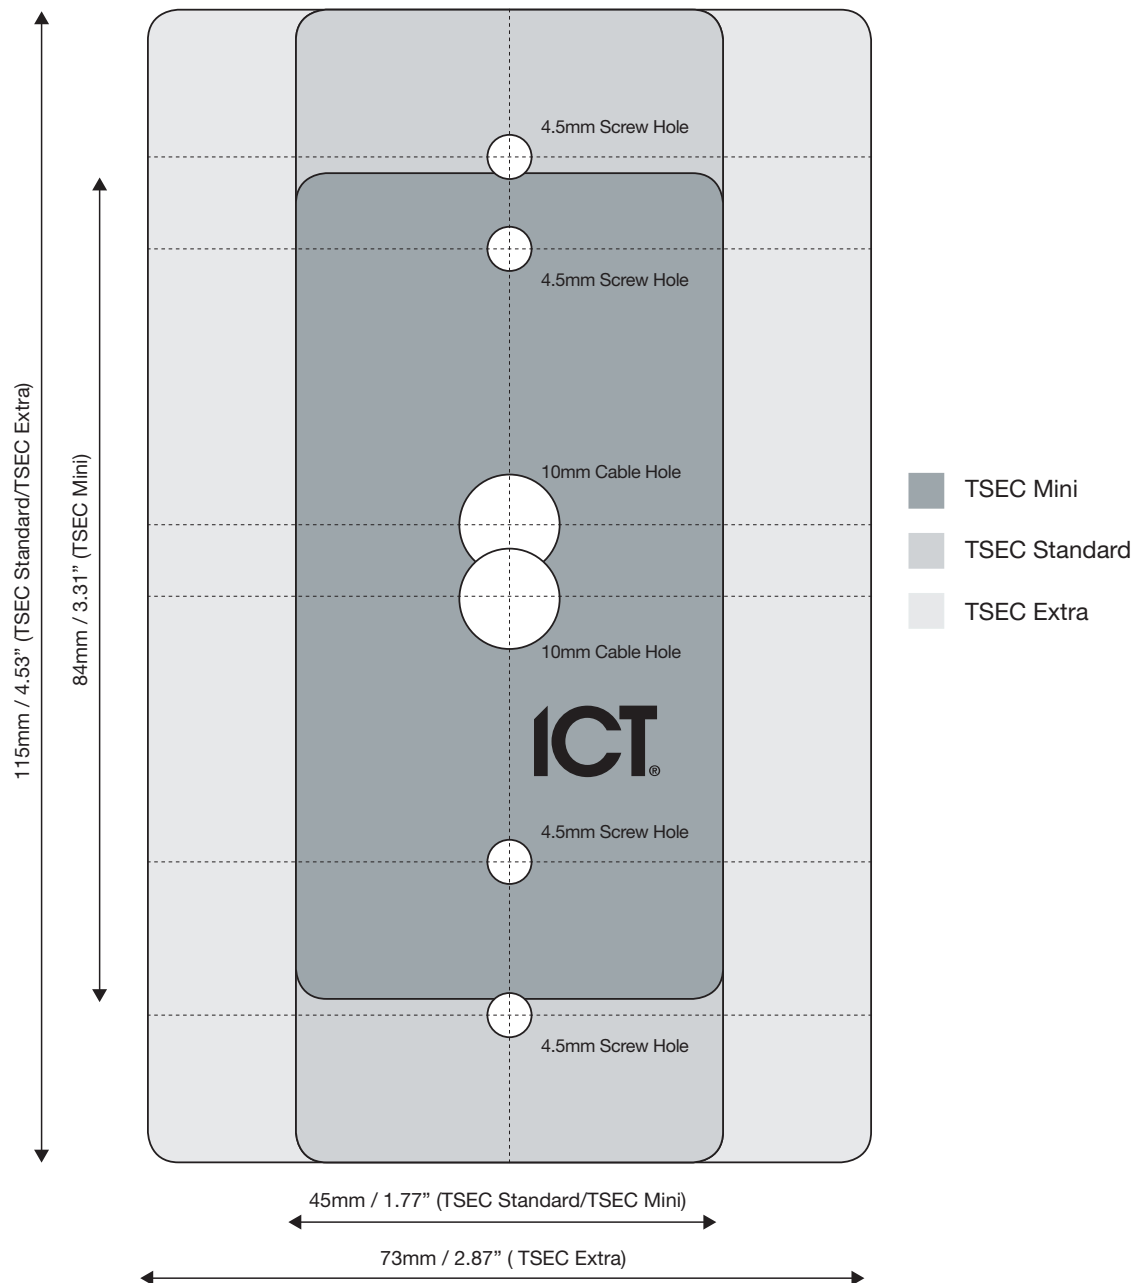 4.5mm Screw Hole
4.5mm Screw Hole
115mm / 4.53” (TSEC Standard/TSEC Extra)
84mm / 3.31” (TSEC Mini)
10mm Cable Hole
TSEC Mini
TSEC Standard
TSEC Extra
10mm Cable Hole
ICT®
4.5mm Screw Hole
4.5mm Screw Hole
45mm / 1.77” (TSEC Standard/TSEC Mini)
73mm / 2.87” ( TSEC Extra)